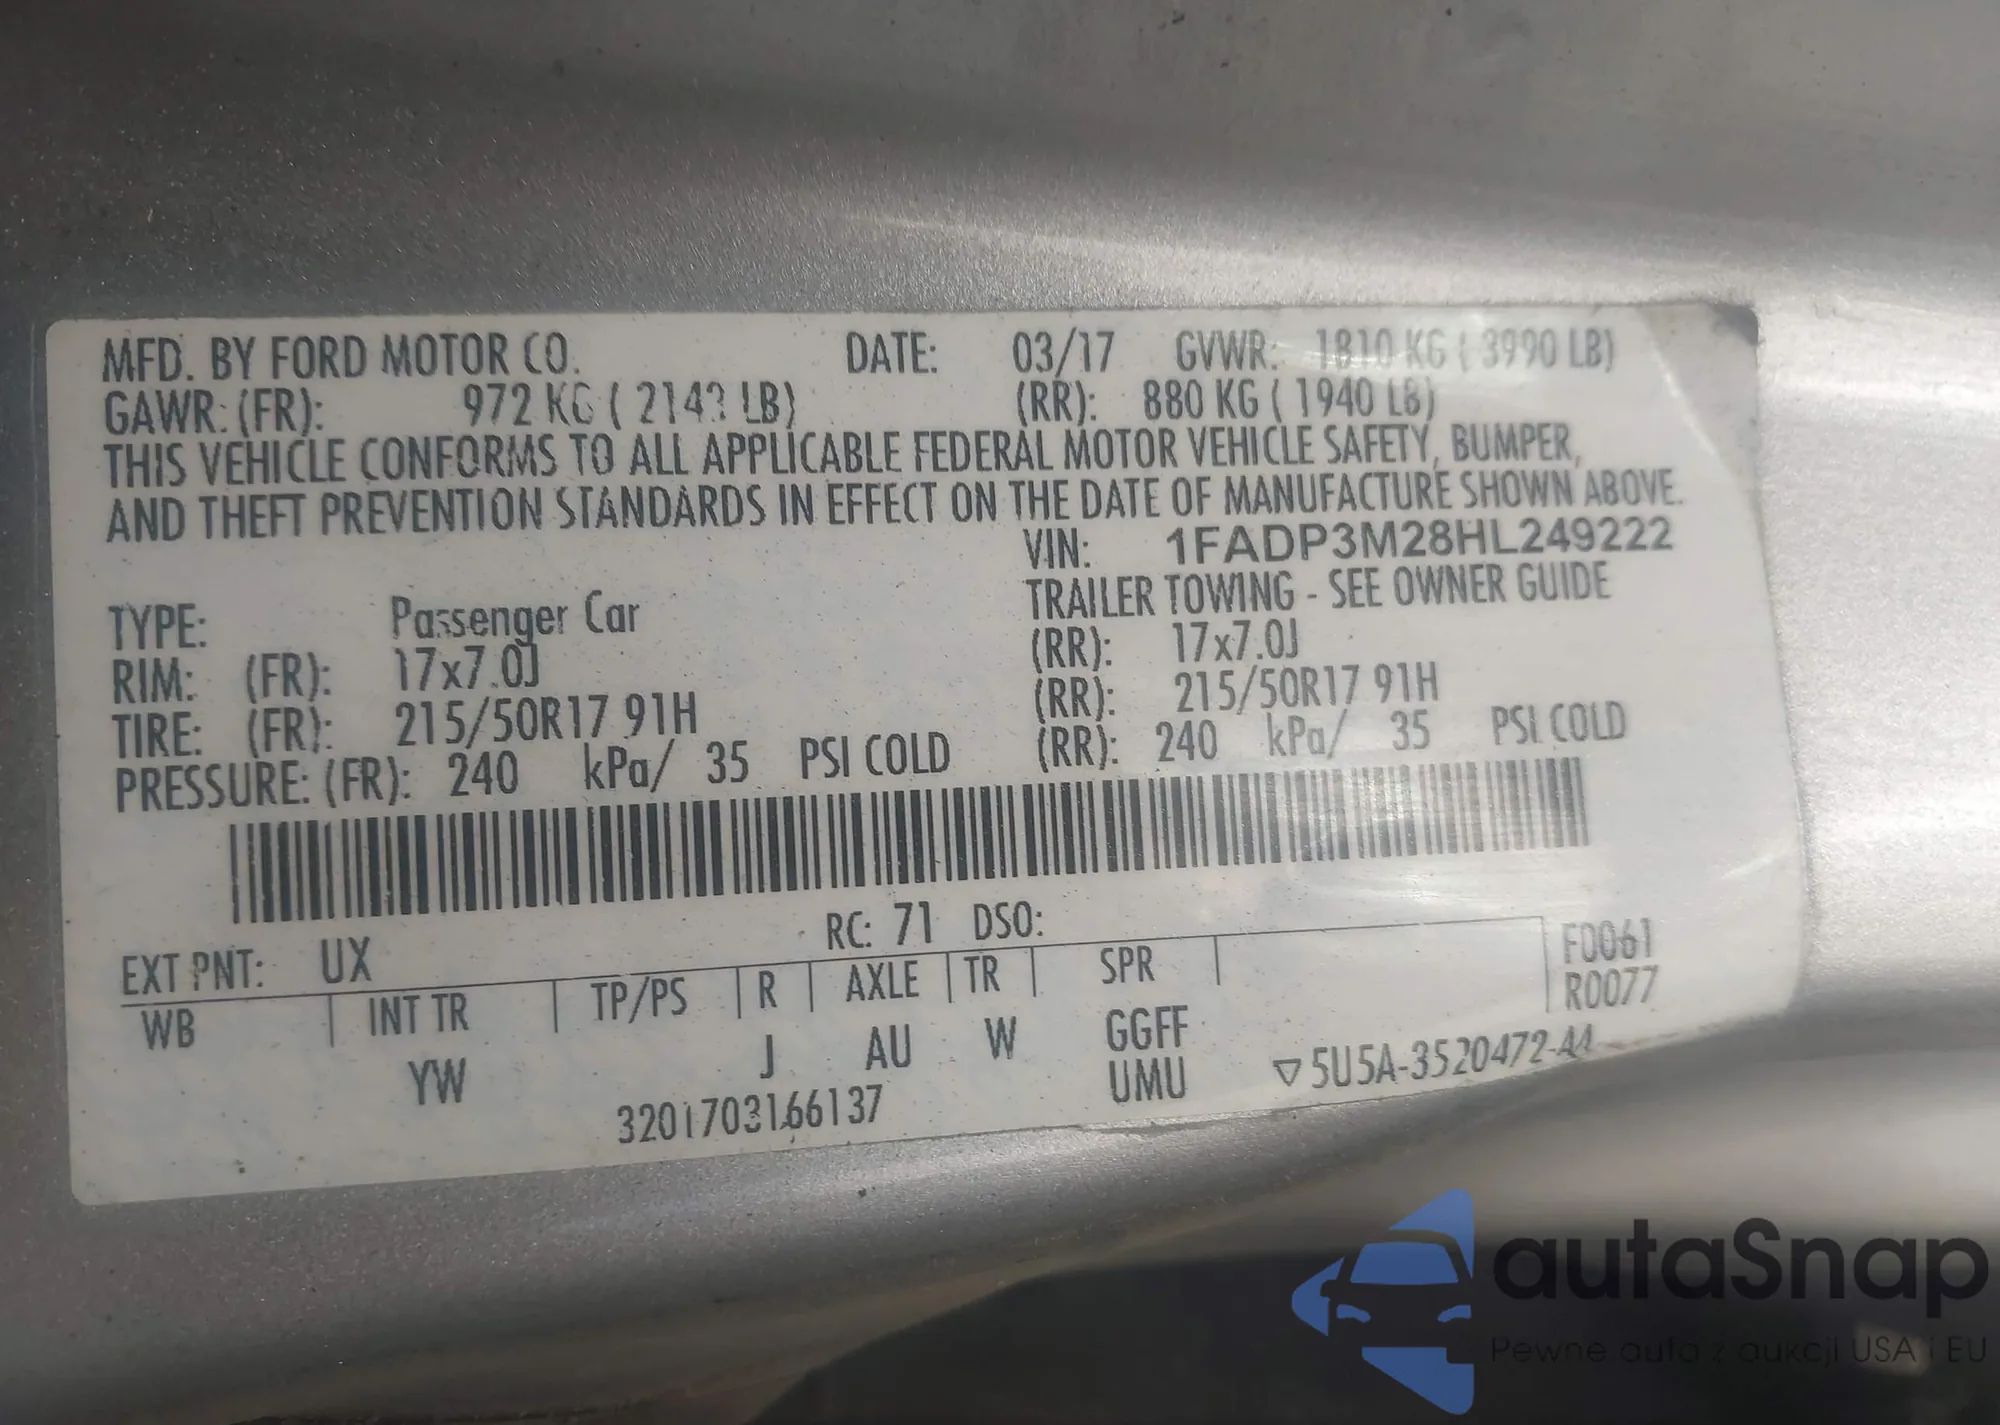 MFD. BY FORD MOTOR CO. DATE: 03/17 GVWR: 1810 KG ( 3990 LB)
GAWR: (FR): 972 KG ( 2143 LB) (RR): 880 KG ( 1940 LB)
THIS VEHICLE CONFORMS TO ALL APPLICABLE FEDERAL MOTOR VEHICLE SAFETY, BUMPER,
AND THEFT PREVENTION STANDARDS IN EFFECT ON THE DATE OF MANUFACTURE SHOWN ABOVE.
VIN: 1FADP3M28HL249222
TYPE: Passenger Car TRAILER TOWING - SEE OWNER GUIDE
RIM: (FR): 17x7.0J (RR): 17x7.0J
TIRE: (FR): 215/50R17 91H (RR): 215/50R17 91H
PRESSURE: (FR): 240 kPa/ 35 PSI COLD (RR): 240 kPa/ 35 PSI COLD
EXT PNT: UX RC: 71 DSO:
WB INT TR TP/PS R AXLE TR SPR F0061
R0077
YW J AU W GGFF
UMU ▽5U5A-3520472-AA
3201703166137
autaSnap
Pewne auta z aukcji USA i EU